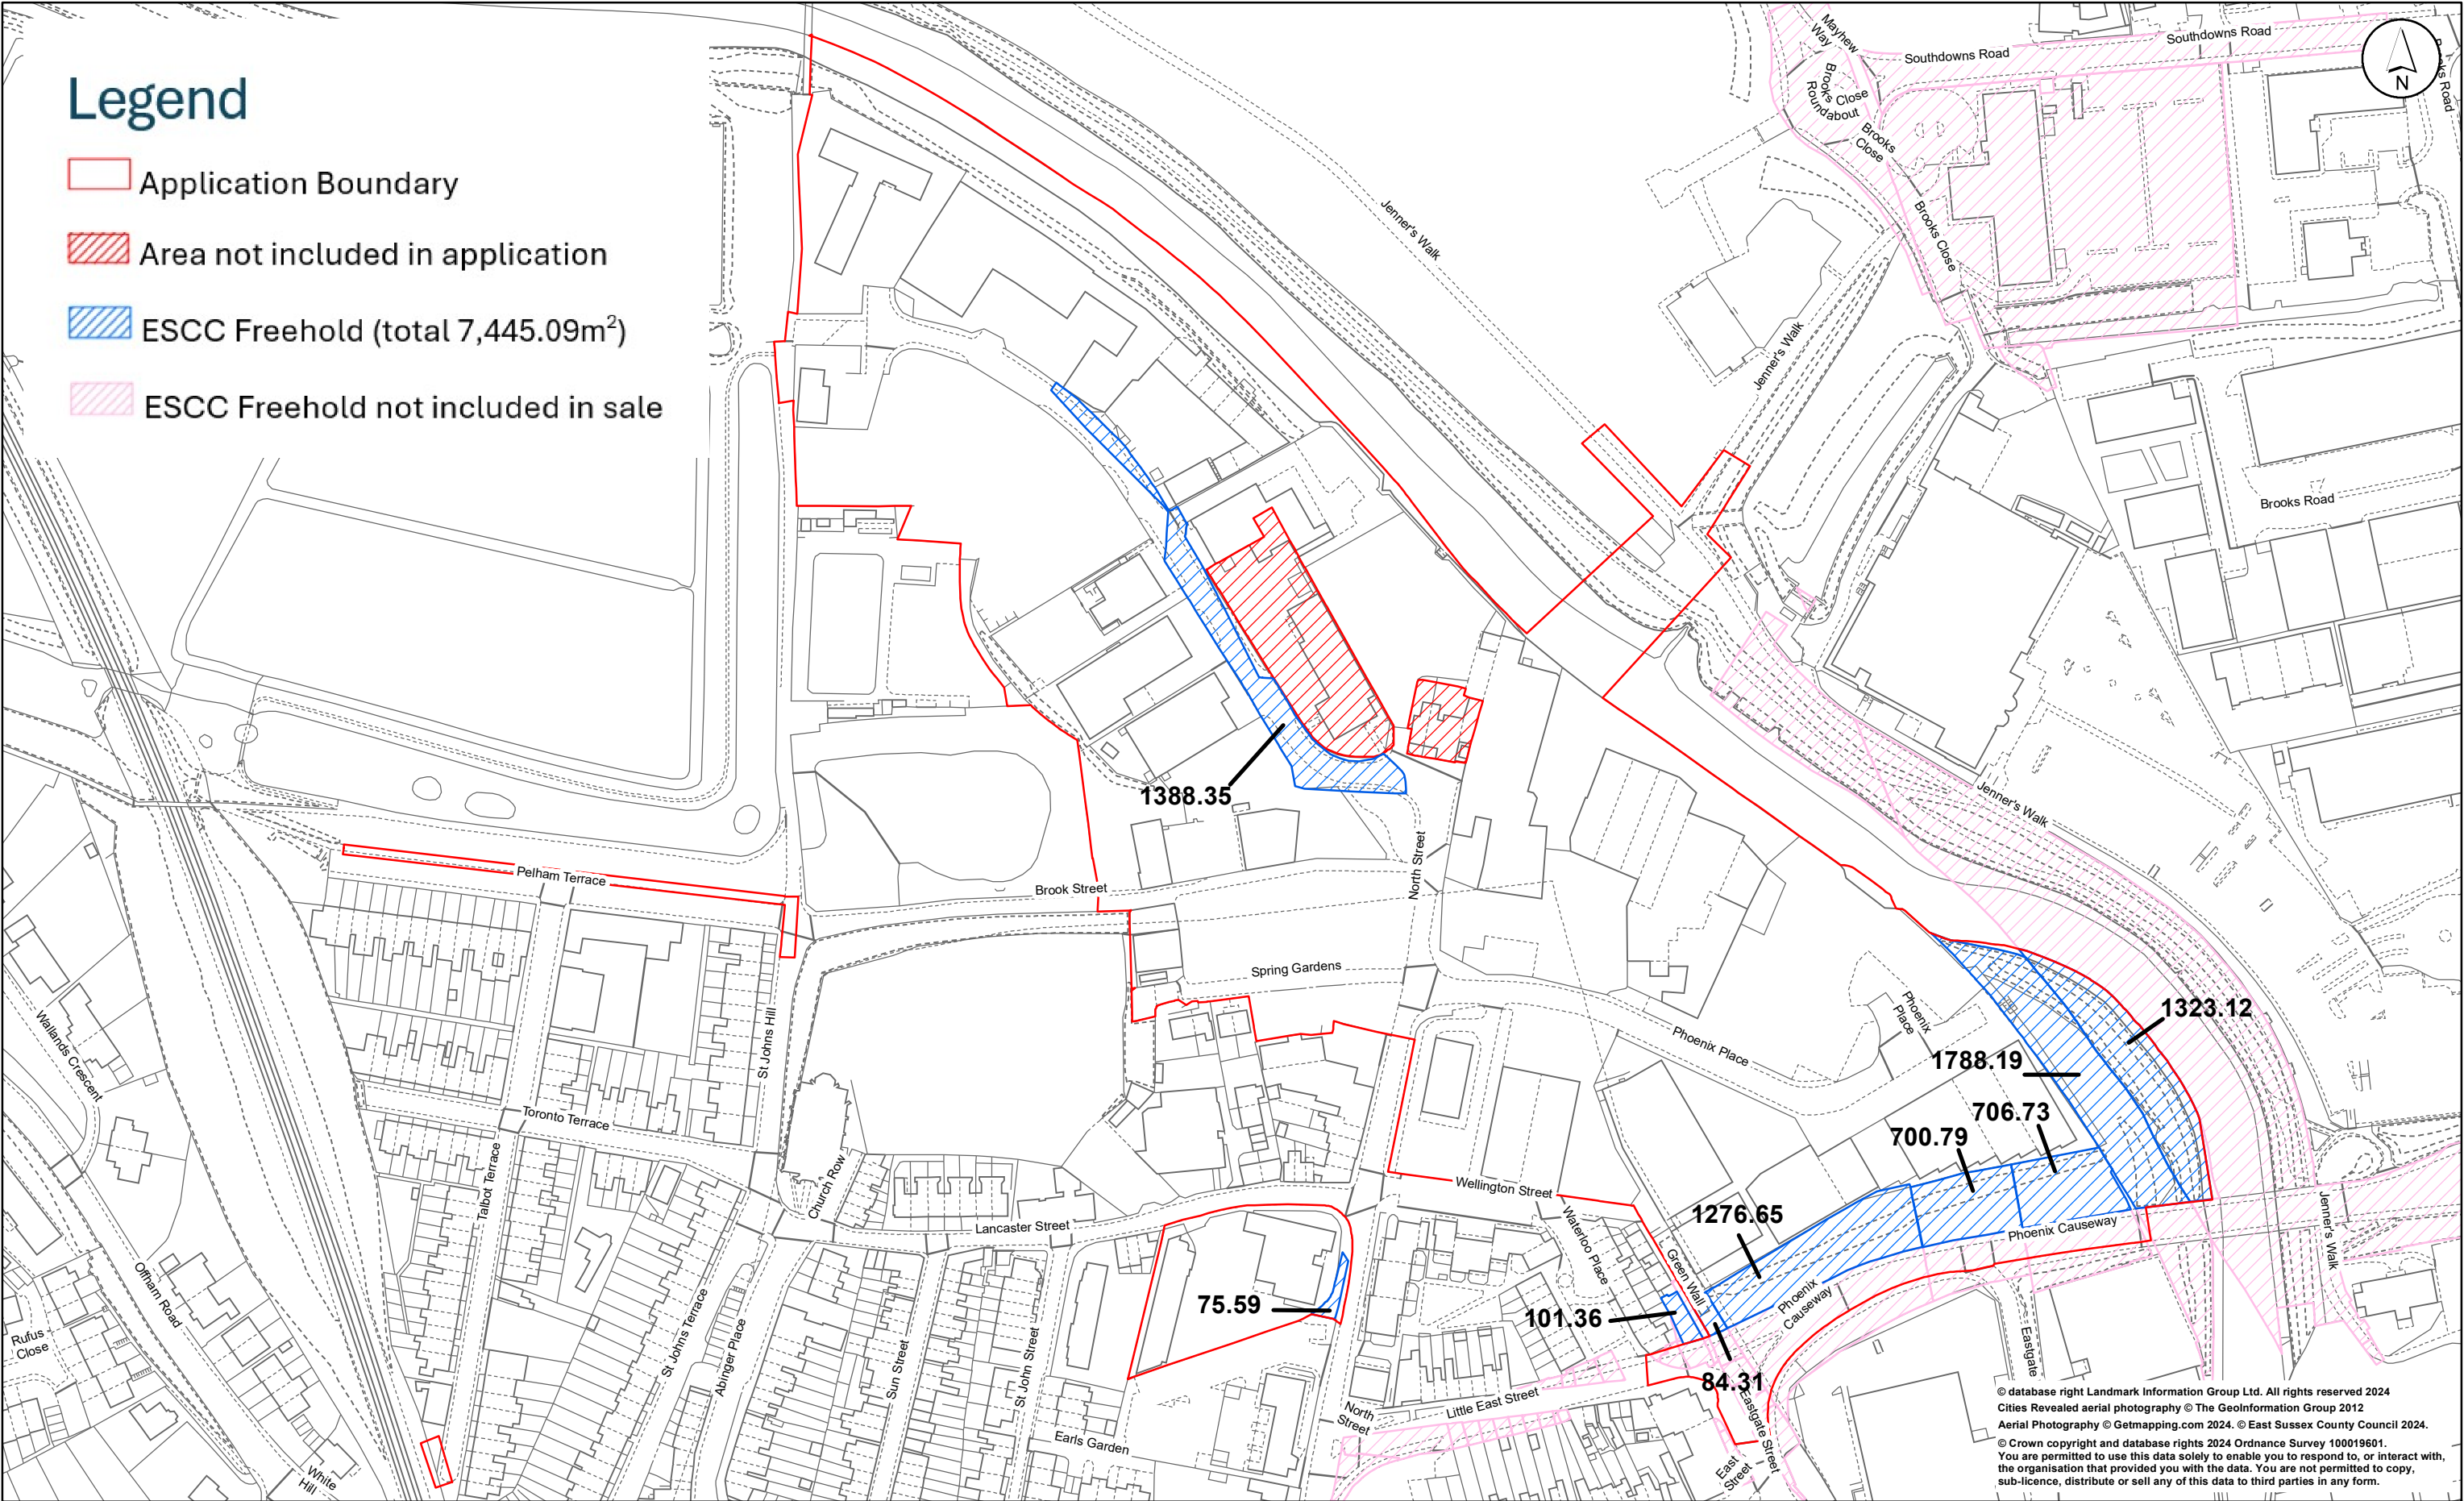 Legend
Application Boundary
Area not included in application
ESCC Freehold (total 7,445.09m²)
ESCC Freehold not included in sale
Mayhew
Way
Southdowns Road
Southdowns Road
N
Brooks Close
Roundabout
Brooks
Close
Brooks Close
Brooks Road
Jenner's Walk
Jenner's Walk
Brooks Road
1388.35
Jenner's Walk
Pelham Terrace
Brook Street
North Street
Spring Gardens
Phoenix
Place
Phoenix Place
1323.12
1788.19
706.73
700.79
Wallands Crescent
St Johns Hill
Toronto Terrace
Talbot Terrace
Church Row
Lancaster Street
Wellington Street
Waterloo Place
Green Wall
1276.65
Phoenix Causeway
Phoenix
Causeway
Jenner's Walk
Offham Road
Rufus
Close
White
Hill
St Johns Terrace
Abinger Place
Sun Street
St John Street
75.59
101.36
84.31
Earls Garden
North
Street
Little East Street
Eastgate Street
East
Street
Eastgate
© database right Landmark Information Group Ltd. All rights reserved 2024
Cities Revealed aerial photography © The GeoInformation Group 2012
Aerial Photography © Getmapping.com 2024. © East Sussex County Council 2024.
© Crown copyright and database rights 2024 Ordnance Survey 100019601.
You are permitted to use this data solely to enable you to respond to, or interact with,
the organisation that provided you with the data. You are not permitted to copy,
sub-licence, distribute or sell any of this data to third parties in any form.